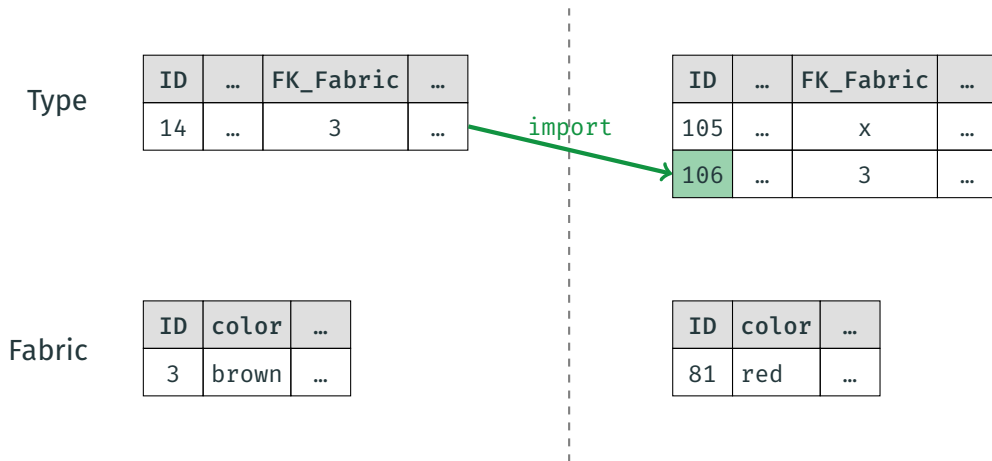 Type
ID … FK_Fabric …
14 … 3 …
import
ID … FK_Fabric …
105 … x …
106 … 3 …
Fabric
ID color …
3 brown …
ID color …
81 red …